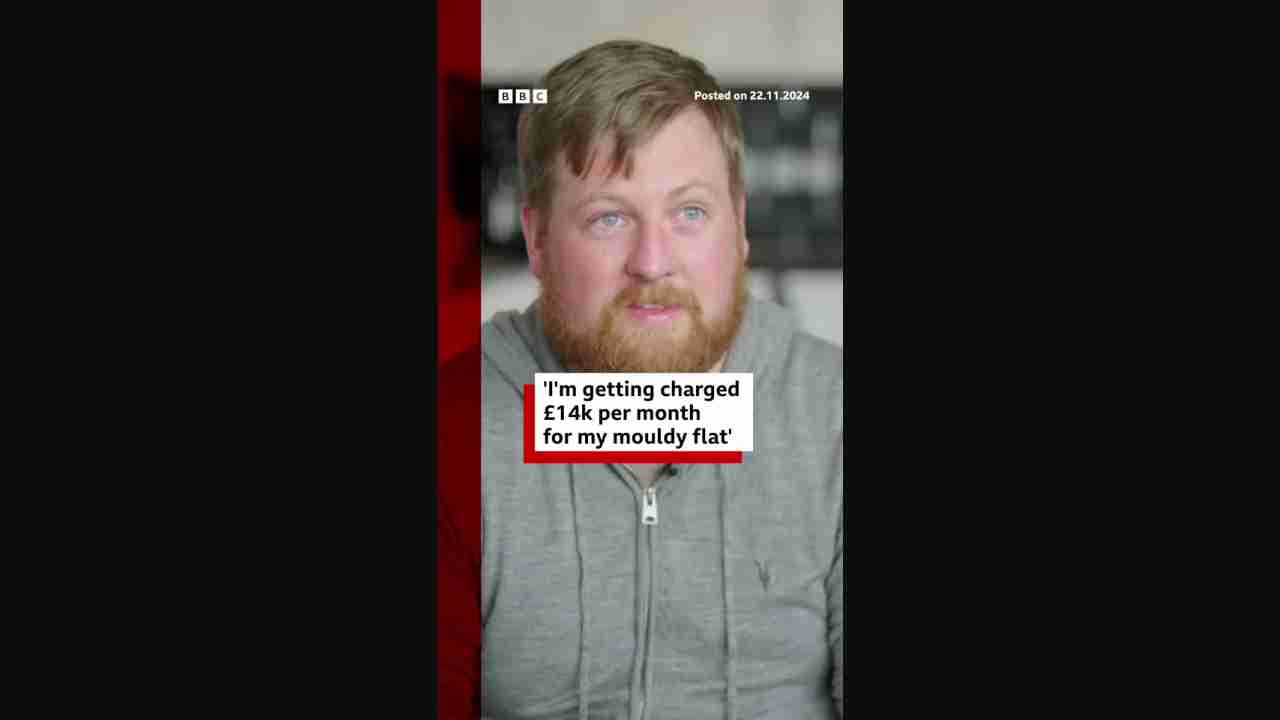 BBC
Posted on 22.11.2024
'I'm getting charged
£14k per month
for my mouldy flat'